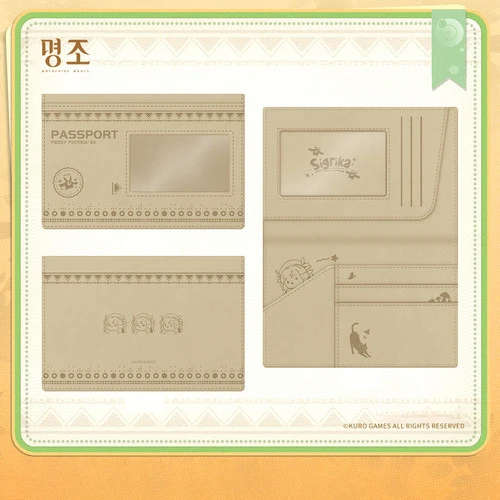 명조
WUTHERING WAVES
PASSPORT
Sigrika
©KURO GAMES ALL RIGHTS RESERVED